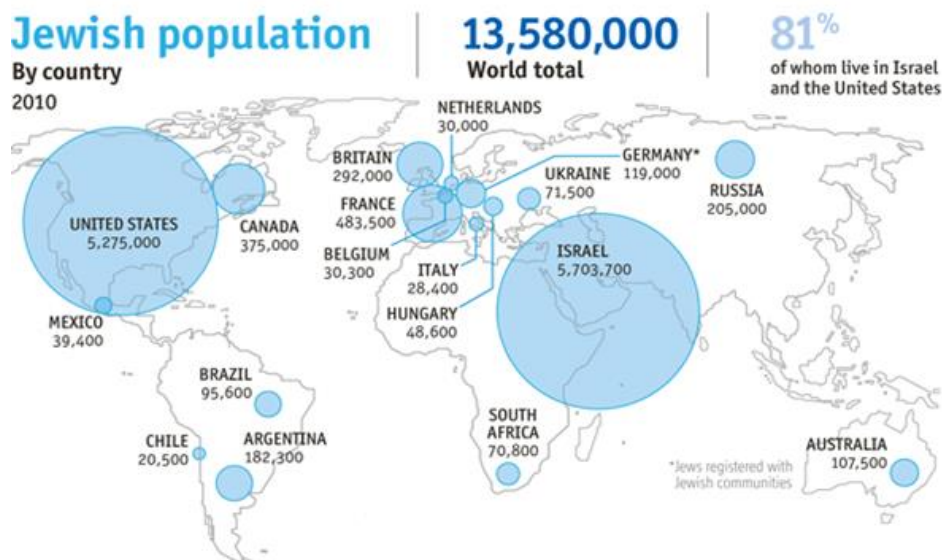 Jewish population
By country
2010
13,580,000
World total
81%
of whom live in Israel
and the United States
NETHERLANDS
30,000
BRITAIN
292,000
GERMANY*
119,000
UKRAINE
71,500
RUSSIA
205,000
FRANCE
483,500
UNITED STATES
5,275,000
CANADA
375,000
BELGIUM
30,300
ITALY
28,400
ISRAEL
5,703,700
HUNGARY
48,600
MEXICO
39,400
BRAZIL
95,600
CHILE
20,500
ARGENTINA
182,300
SOUTH
AFRICA
70,800
AUSTRALIA
107,500
*Jews registered with
Jewish communities